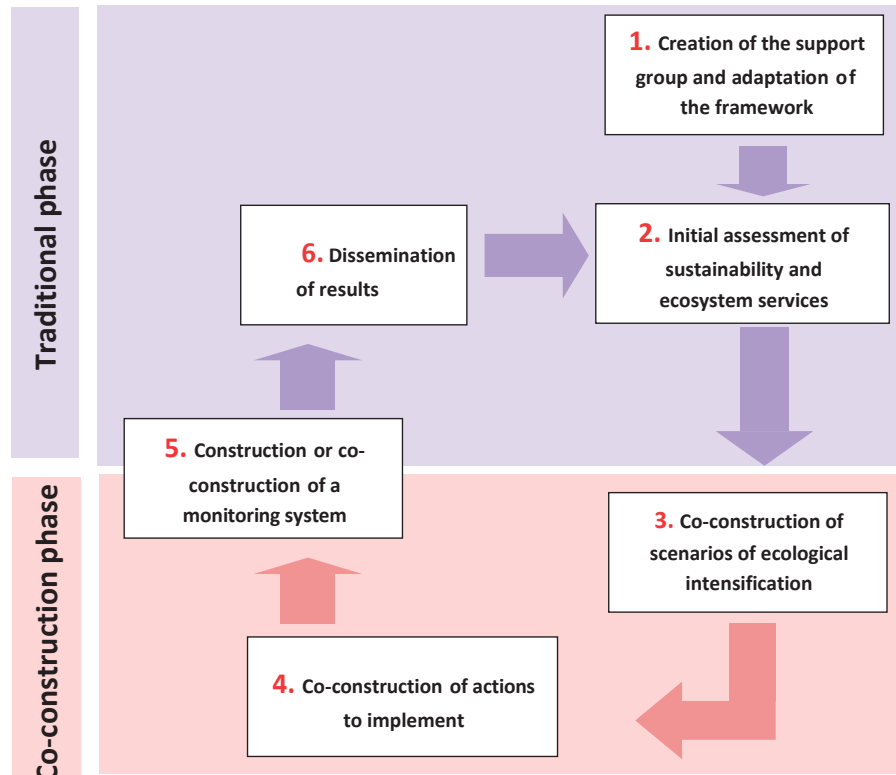 Traditional phase
1. Creation of the support
group and adaptation of
the framework
2. Initial assessment of
sustainability and
ecosystem services
6. Dissemination
of results
5. Construction or co-
construction of a
monitoring system
Co-construction phase
3. Co-construction of
scenarios of ecological
intensification
4. Co-construction of actions
to implement